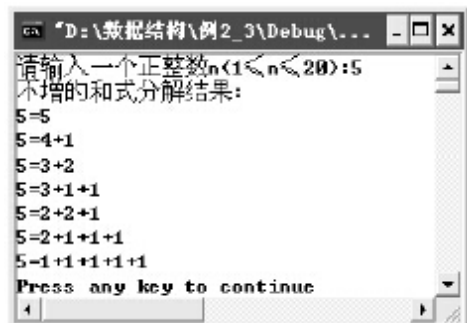 "D:\数据结构\例2_3\Debug\...
请输入一个正整数n(1≤n≤20):5
不增的和式分解结果:
5=5
5=4+1
5=3+2
5=3+1+1
5=2+2+1
5=2+1+1+1
5=1+1+1+1+1
Press any key to continue